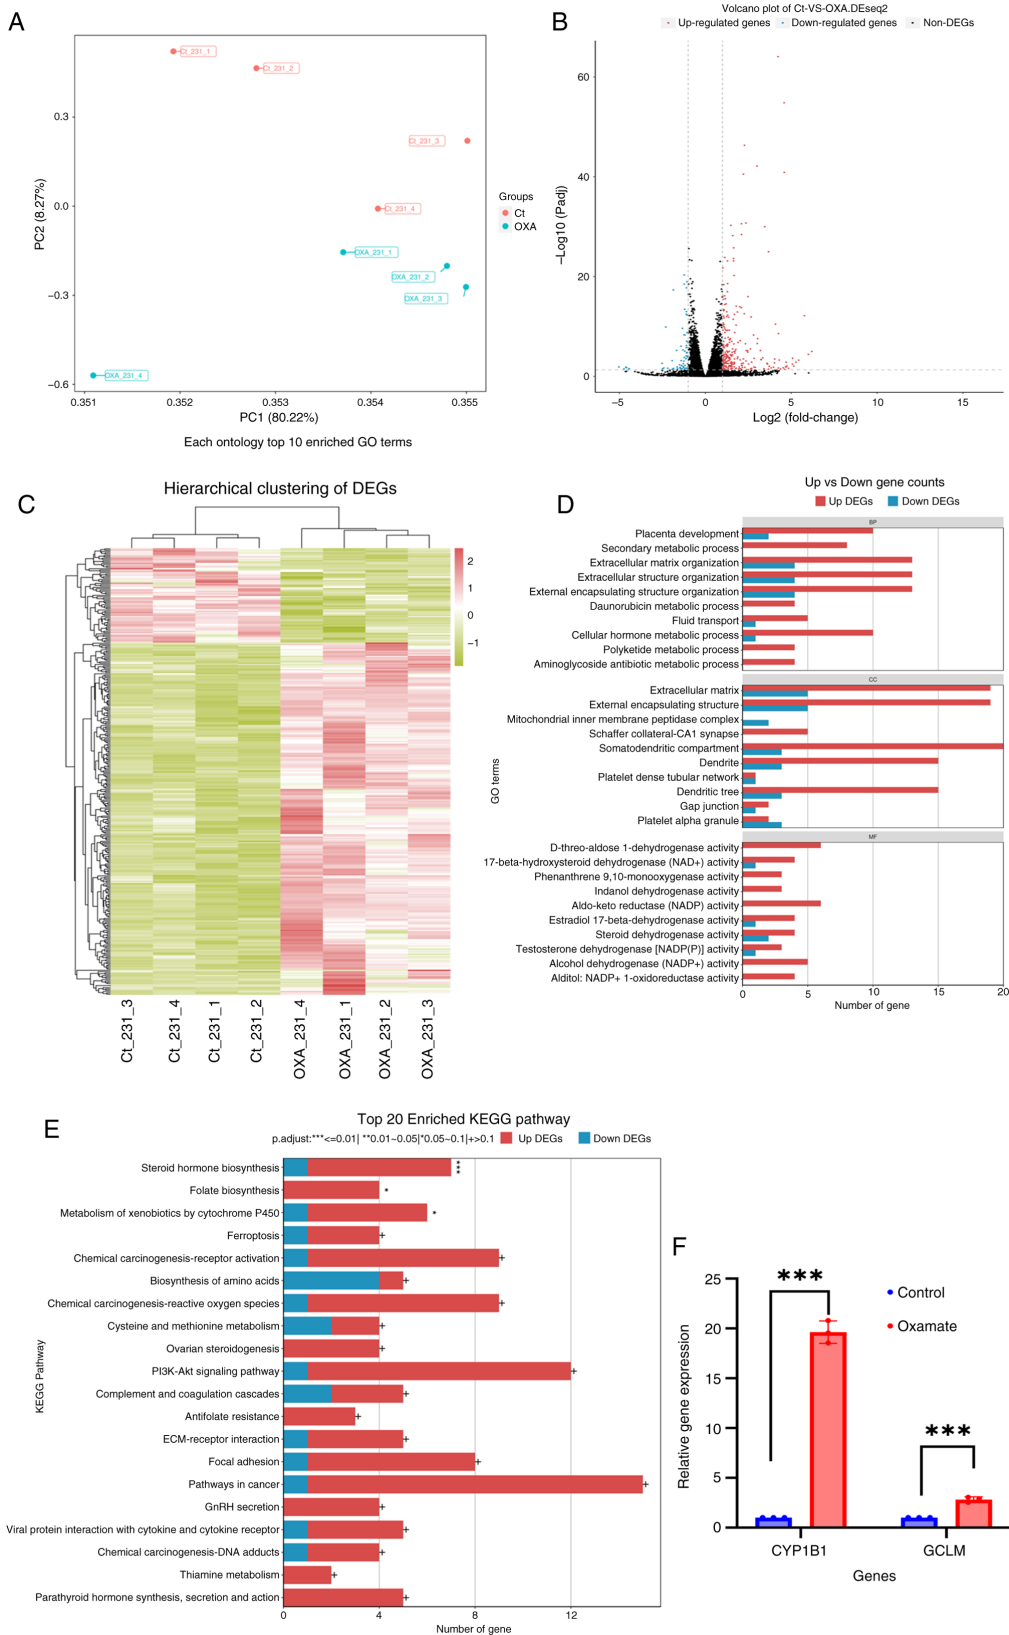 A
Ct_231_1
Ct_231_2
Ct_231_3
Ct_231_4
OXA_231_1
OXA_231_2
OXA_231_3
OXA_231_4
0.3
0.0
−0.3
−0.6
PC2 (8.27%)
0.351
0.352
0.353
0.354
0.355
PC1 (80.22%)
Groups
Ct
OXA
Each ontology top 10 enriched GO terms
B
Volcano plot of Ct-VS-OXA.DEseq2
Up-regulated genes
Down-regulated genes
Non-DEGs
60
40
20
0
−Log10 (Padj)
−5
0
5
10
15
Log2 (fold-change)
C
Hierarchical clustering of DEGs
2
1
0
−1
Ct_231_3
Ct_231_4
Ct_231_1
Ct_231_2
OXA_231_4
OXA_231_1
OXA_231_2
OXA_231_3
D
Up vs Down gene counts
Up DEGs
Down DEGs
BP
Placenta development
Secondary metabolic process
Extracellular matrix organization
Extracellular structure organization
External encapsulating structure organization
Daunorubicin metabolic process
Fluid transport
Cellular hormone metabolic process
Polyketide metabolic process
Aminoglycoside antibiotic metabolic process
CC
Extracellular matrix
External encapsulating structure
Mitochondrial inner membrane peptidase complex
Schaffer collateral-CA1 synapse
Somatodendritic compartment
Dendrite
Platelet dense tubular network
Dendritic tree
Gap junction
Platelet alpha granule
GO terms
MF
D-threo-aldose 1-dehydrogenase activity
17-beta-hydroxysteroid dehydrogenase (NAD+) activity
Phenanthrene 9,10-monooxygenase activity
Indanol dehydrogenase activity
Aldo-keto reductase (NADP) activity
Estradiol 17-beta-dehydrogenase activity
Steroid dehydrogenase activity
Testosterone dehydrogenase [NADP(P)] activity
Alcohol dehydrogenase (NADP+) activity
Alditol: NADP+ 1-oxidoreductase activity
0
5
10
15
20
Number of gene
E
Top 20 Enriched KEGG pathway
p.adjust:***<=0.01| **0.01~0.05|*0.05~0.1|+>0.1
Up DEGs
Down DEGs
Steroid hormone biosynthesis ***
Folate biosynthesis *
Metabolism of xenobiotics by cytochrome P450 *
Ferroptosis +
Chemical carcinogenesis-receptor activation +
Biosynthesis of amino acids +
Chemical carcinogenesis-reactive oxygen species +
Cysteine and methionine metabolism +
Ovarian steroidogenesis +
PI3K-Akt signaling pathway +
Complement and coagulation cascades +
Antifolate resistance +
ECM-receptor interaction +
Focal adhesion +
Pathways in cancer +
GnRH secretion +
Viral protein interaction with cytokine and cytokine receptor +
Chemical carcinogenesis-DNA adducts +
Thiamine metabolism +
Parathyroid hormone synthesis, secretion and action +
KEGG Pathway
0
4
8
12
Number of gene
F
25
20
15
10
5
0
Relative gene expression
***
***
Control
Oxamate
CYP1B1
GCLM
Genes